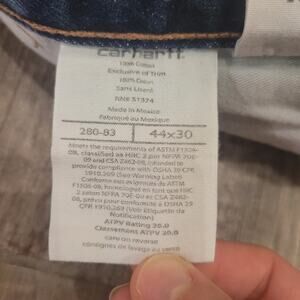 carhartt
100% Cotton
Exclusive of Trim
100% Coton
Sans Liseré
RN# 51374
Made in Mexico
Fabriqué au Mexique
280-83
44x30
Meets the requirements of ASTM F1506-
08, classified as HRC 2 per NFPA 70E-
09 and CSA Z462-08. Intended to
provide compliance with OSHA 29 CFR
1910.269 (See Warning Label)
Conforme aux exigences de ASTM
F1506-08, homologué en tant que HRC
2 par NFPA 70E- et CSA Z462-
08, prévu pour conformité à OSHA 29
CFR 1910.269 (Voir Étiquette de
Notification)
ATPV Rating 20.0
Classement ATPV 20.0
care on reverse
consignes de lavage au verso